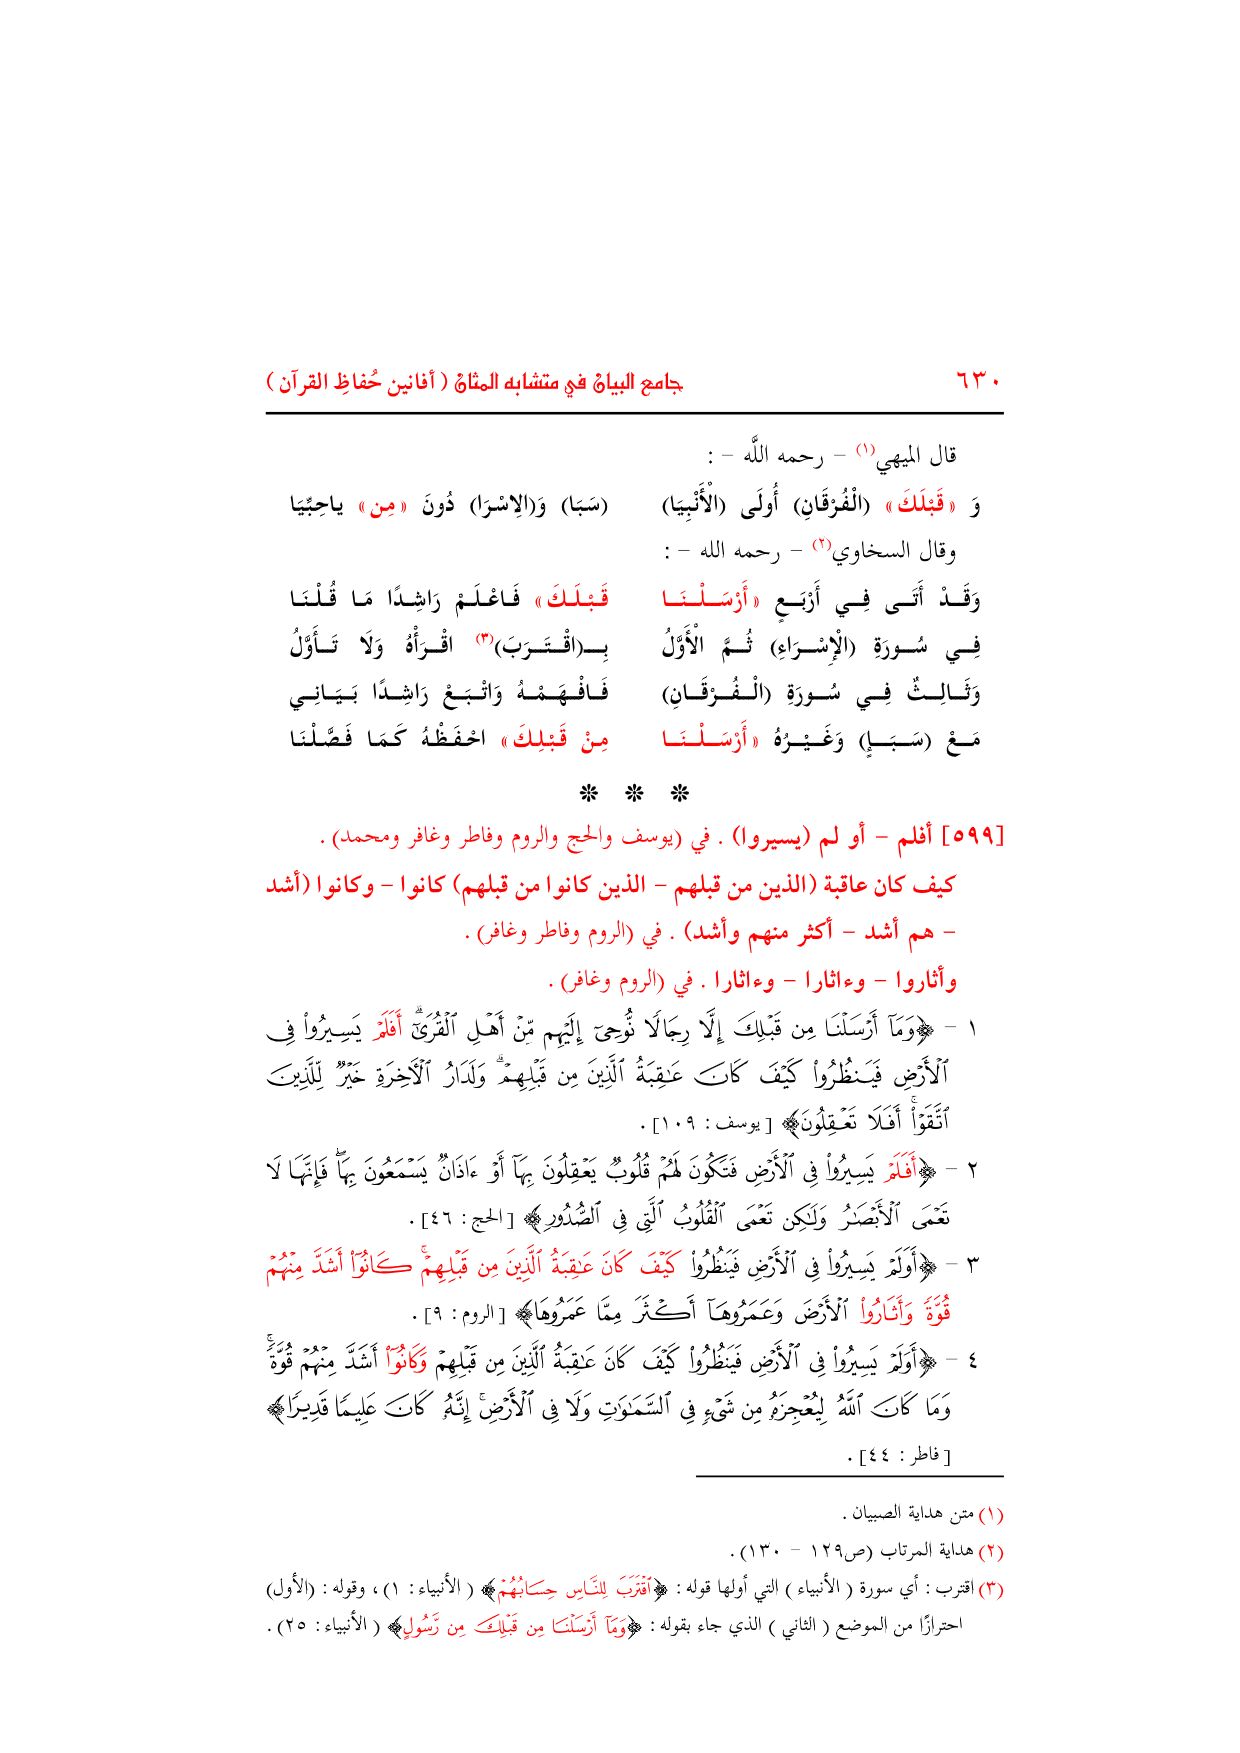 ٦٣٠ جامع البيان في متشابه المثان ( أفانين حُفاظِ القرآن )
قال الميهي(١) – رحمه اللَّه – :
وَ « قَبْلَكَ » (الْفُرْقَانِ) أُولَى (الْأَنْبِيَا) (سَبَا) وَ(الِاسْرَا) دُونَ « مِن » ياحِبِّيَا
وقال السخاوي(٢) – رحمه الله – :
وَقَدْ أَتَى فِي أَرْبَعٍ « أَرْسَلْنَا قَبْلَكَ » فَاعْلَمْ رَاشِدًا مَا قُلْنَا
فِي سُورَةِ (الْإِسْرَاءِ) ثُمَّ الْأَوَّلُ بِـ(اقْتَرَبَ)(٣) اقْرَأْهُ وَلَا تَأَوَّلُ
وَثَالِثٌ فِي سُورَةِ (الْفُرْقَانِ) فَافْهَمْهُ وَاتْبَعْ رَاشِدًا بَيَانِي
مَعْ (سَبَإٍ) وَغَيْرُهُ « أَرْسَلْنَا مِنْ قَبْلِكَ » احْفَظْهُ كَمَا فَصَّلْنَا
❊ ❊ ❊
[٥٩٩] أفلم – أو لم (يسيروا) . في (يوسف والحج والروم وفاطر وغافر ومحمد) .
كيف كان عاقبة (الذين من قبلهم – الذين كانوا من قبلهم) كانوا – وكانوا (أشد
– هم أشد – أكثر منهم وأشد) . في (الروم وفاطر وغافر) .
وأثاروا – وءاثارا – وءاثارا . في (الروم وغافر) .
١ – ﴿وَمَآ أَرۡسَلۡنَا مِن قَبۡلِكَ إِلَّا رِجَالٗا نُّوحِيٓ إِلَيۡهِم مِّنۡ أَهۡلِ ٱلۡقُرَىٰٓۗ أَفَلَمۡ يَسِيرُواْ فِي
ٱلۡأَرۡضِ فَيَنظُرُواْ كَيۡفَ كَانَ عَٰقِبَةُ ٱلَّذِينَ مِن قَبۡلِهِمۡۗ وَلَدَارُ ٱلۡأٓخِرَةِ خَيۡرٞ لِّلَّذِينَ
ٱتَّقَوۡاْۚ أَفَلَا تَعۡقِلُونَ﴾ [يوسف : ١٠٩] .
٢ – ﴿أَفَلَمۡ يَسِيرُواْ فِي ٱلۡأَرۡضِ فَتَكُونَ لَهُمۡ قُلُوبٞ يَعۡقِلُونَ بِهَآ أَوۡ ءَاذَانٞ يَسۡمَعُونَ بِهَاۖ فَإِنَّهَا لَا
تَعۡمَى ٱلۡأَبۡصَٰرُ وَلَٰكِن تَعۡمَى ٱلۡقُلُوبُ ٱلَّتِي فِي ٱلصُّدُورِ﴾ [الحج : ٤٦] .
٣ – ﴿أَوَلَمۡ يَسِيرُواْ فِي ٱلۡأَرۡضِ فَيَنظُرُواْ كَيۡفَ كَانَ عَٰقِبَةُ ٱلَّذِينَ مِن قَبۡلِهِمۡۚ كَانُوٓاْ أَشَدَّ مِنۡهُمۡ
قُوَّةٗ وَأَثَارُواْ ٱلۡأَرۡضَ وَعَمَرُوهَآ أَكۡثَرَ مِمَّا عَمَرُوهَا﴾ [الروم : ٩] .
٤ – ﴿أَوَلَمۡ يَسِيرُواْ فِي ٱلۡأَرۡضِ فَيَنظُرُواْ كَيۡفَ كَانَ عَٰقِبَةُ ٱلَّذِينَ مِن قَبۡلِهِمۡ وَكَانُوٓاْ أَشَدَّ مِنۡهُمۡ قُوَّةٗۚ
وَمَا كَانَ ٱللَّهُ لِيُعۡجِزَهُۥ مِن شَيۡءٖ فِي ٱلسَّمَٰوَٰتِ وَلَا فِي ٱلۡأَرۡضِۚ إِنَّهُۥ كَانَ عَلِيمٗا قَدِيرٗا﴾
[فاطر : ٤٤] .
(١) متن هداية الصبيان .
(٢) هداية المرتاب (ص١٢٩ – ١٣٠) .
(٣) اقترب : أي سورة ( الأنبياء ) التي أولها قوله : ﴿ٱقۡتَرَبَ لِلنَّاسِ حِسَابُهُمۡ﴾ ( الأنبياء : ١) ، وقوله : (الأول)
احترازًا من الموضع ( الثاني ) الذي جاء بقوله : ﴿وَمَآ أَرۡسَلۡنَا مِن قَبۡلِكَ مِن رَّسُولٍ﴾ ( الأنبياء : ٢٥) .